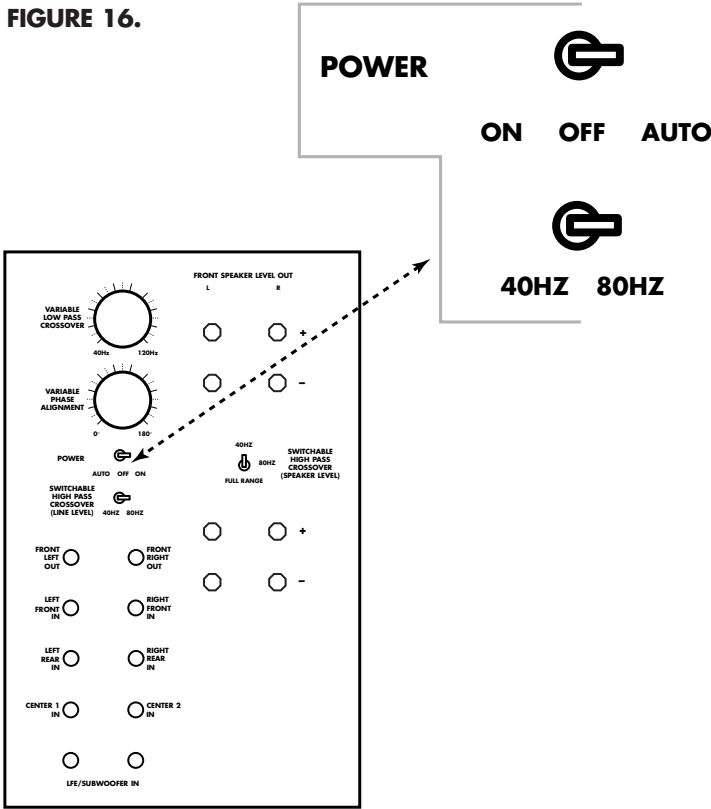 FIGURE 16.
POWER
ON OFF AUTO
40HZ 80HZ
FRONT SPEAKER LEVEL OUT
L R
VARIABLE
LOW PASS
CROSSOVER
40Hz 120Hz
+
VARIABLE
PHASE
ALIGNMENT
0° 180°
–
POWER
AUTO OFF ON
SWITCHABLE
HIGH PASS
CROSSOVER
(LINE LEVEL)
40HZ 80HZ
40HZ
80HZ
FULL RANGE
SWITCHABLE
HIGH PASS
CROSSOVER
(SPEAKER LEVEL)
+
–
FRONT
LEFT
OUT
FRONT
RIGHT
OUT
LEFT
FRONT
IN
RIGHT
FRONT
IN
LEFT
REAR
IN
RIGHT
REAR
IN
CENTER 1
IN
CENTER 2
IN
LFE/SUBWOOFER IN